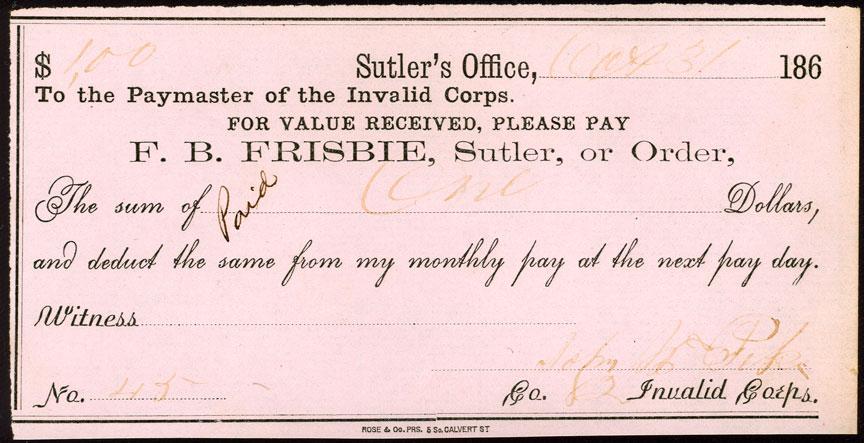 $ 1,00 Sutler's Office, Oct 31 186
To the Paymaster of the Invalid Corps.
FOR VALUE RECEIVED, PLEASE PAY
F. B. FRISBIE, Sutler, or Order,
The sum of Paid One Dollars,
and deduct the same from my monthly pay at the next pay day.
Witness
No. 45 Co. Invalid Corps.
ROSE & Co. PRS. 5 So. CALVERT ST